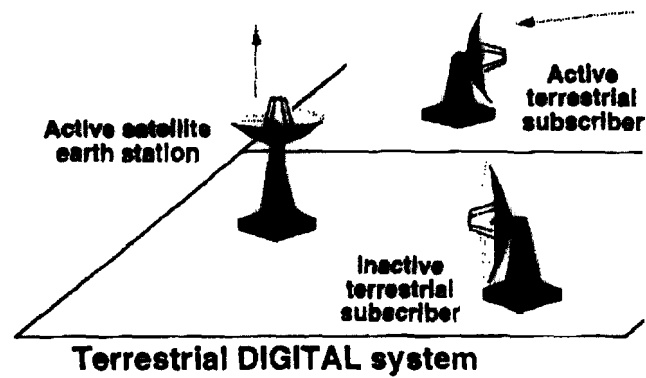 Active satellite
earth station
Active
terrestrial
subscriber
Inactive
terrestrial
subscriber
Terrestrial DIGITAL system